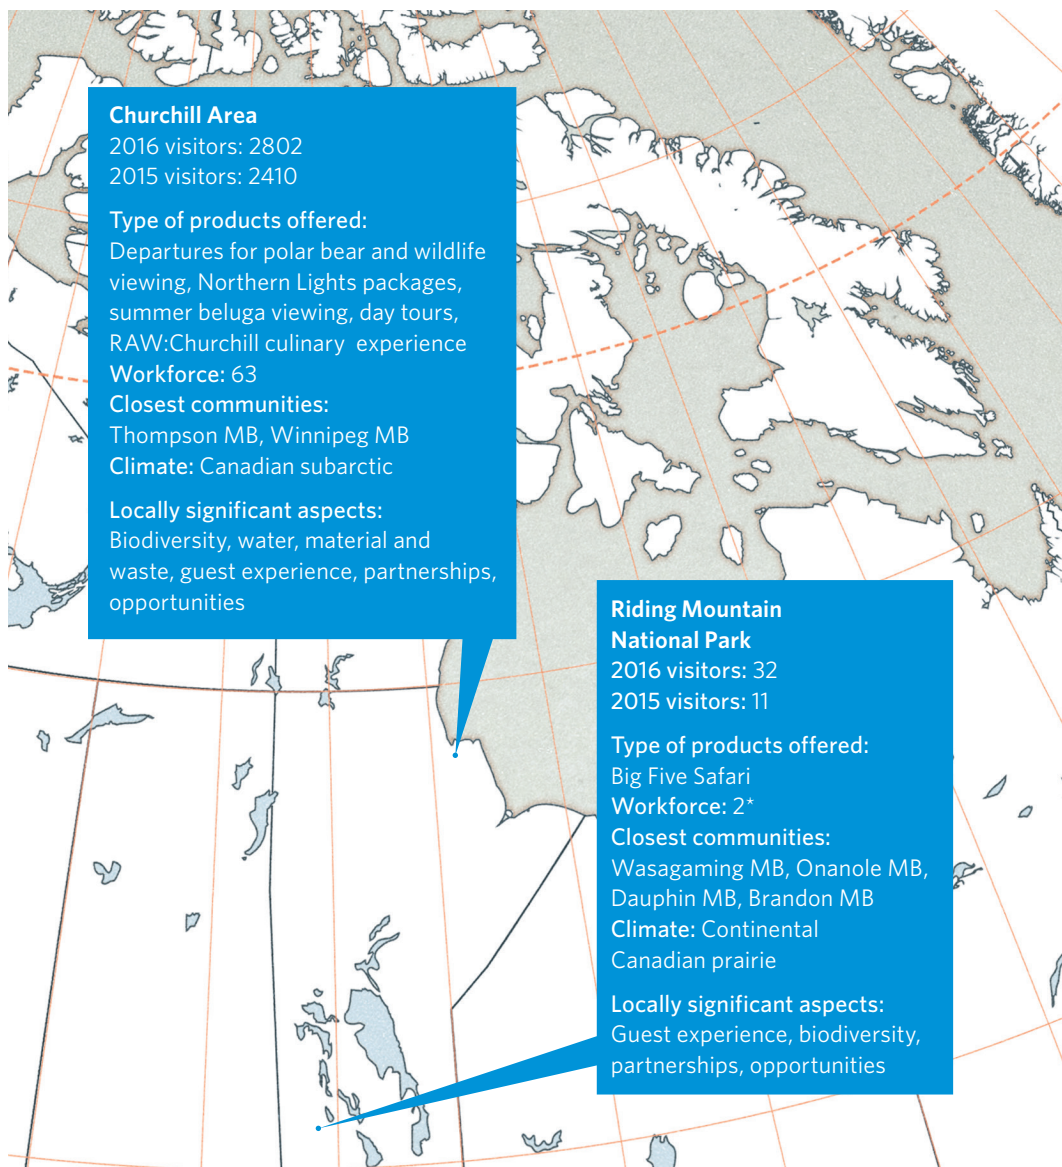 Churchill Area
2016 visitors: 2802
2015 visitors: 2410
Type of products offered:
Departures for polar bear and wildlife
viewing, Northern Lights packages,
summer beluga viewing, day tours,
RAW:Churchill culinary experience
Workforce: 63
Closest communities:
Thompson MB, Winnipeg MB
Climate: Canadian subarctic
Locally significant aspects:
Biodiversity, water, material and
waste, guest experience, partnerships,
opportunities
Riding Mountain
National Park
2016 visitors: 32
2015 visitors: 11
Type of products offered:
Big Five Safari
Workforce: 2*
Closest communities:
Wasagaming MB, Onanole MB,
Dauphin MB, Brandon MB
Climate: Continental
Canadian prairie
Locally significant aspects:
Guest experience, biodiversity,
partnerships, opportunities